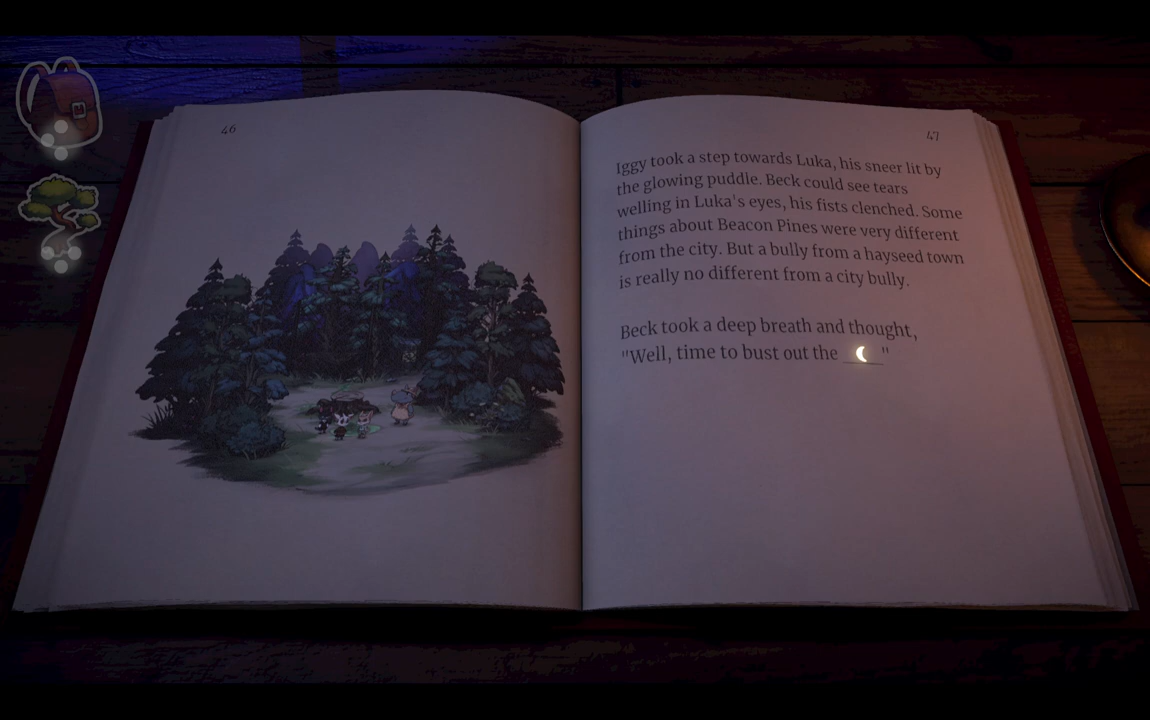 46
47
Iggy took a step towards Luka, his sneer lit by
the glowing puddle. Beck could see tears
welling in Luka's eyes, his fists clenched. Some
things about Beacon Pines were very different
from the city. But a bully from a hayseed town
is really no different from a city bully.
Beck took a deep breath and thought,
"Well, time to bust out the "